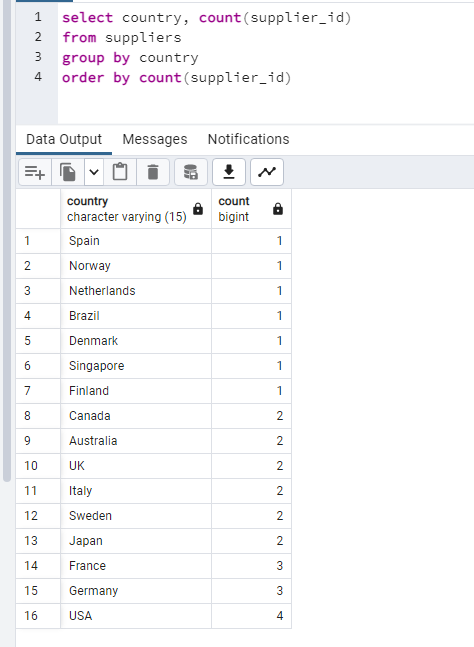 1 select country, count(supplier_id)
2 from suppliers
3 group by country
4 order by count(supplier_id)
Data Output Messages Notifications
country count
character varying (15) bigint
1 Spain 1
2 Norway 1
3 Netherlands 1
4 Brazil 1
5 Denmark 1
6 Singapore 1
7 Finland 1
8 Canada 2
9 Australia 2
10 UK 2
11 Italy 2
12 Sweden 2
13 Japan 2
14 France 3
15 Germany 3
16 USA 4